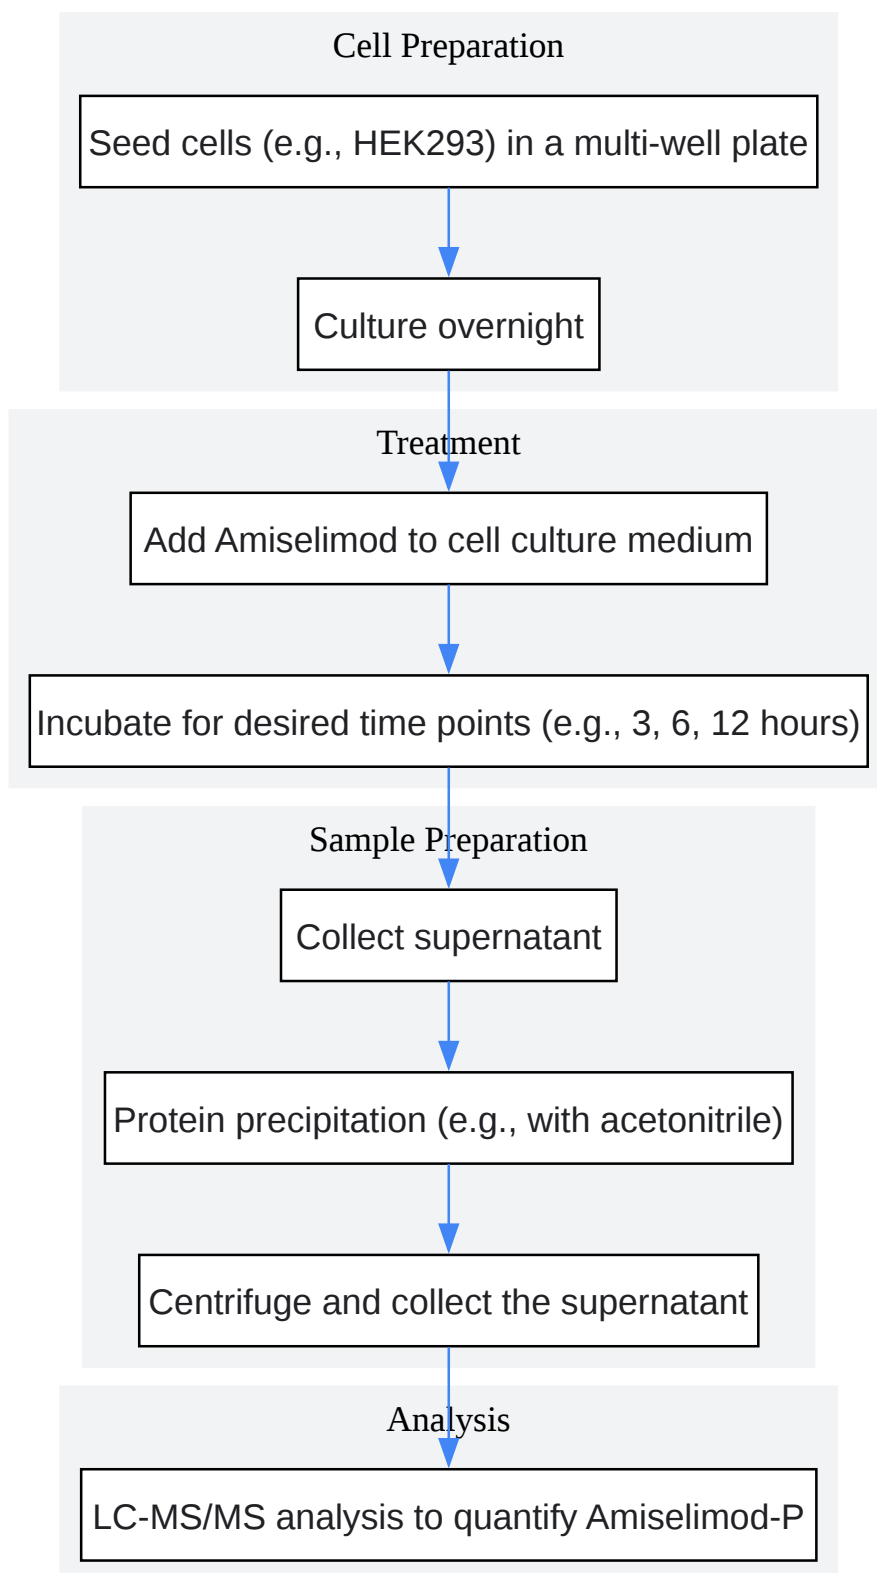 Cell Preparation
Seed cells (e.g., HEK293) in a multi-well plate
Culture overnight
Treatment
Add Amiselimod to cell culture medium
Incubate for desired time points (e.g., 3, 6, 12 hours)
Sample Preparation
Collect supernatant
Protein precipitation (e.g., with acetonitrile)
Centrifuge and collect the supernatant
Analysis
LC-MS/MS analysis to quantify Amiselimod-P